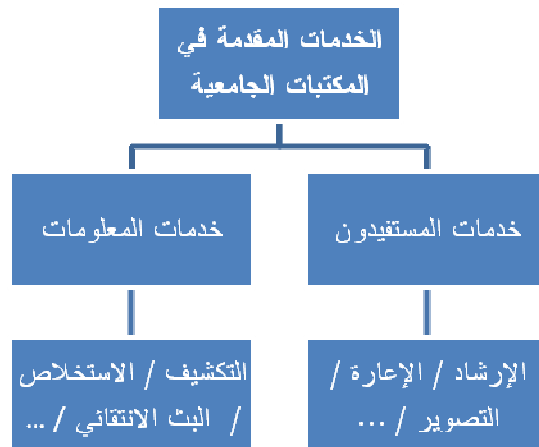 الخدمات المقدمة في
المكتبات الجامعية
خدمات المستفيدون
خدمات المعلومات
الإرشاد / الإعارة /
التصوير / ...
التكشيف / الاستخلاص
/ البث الانتقائي / ...